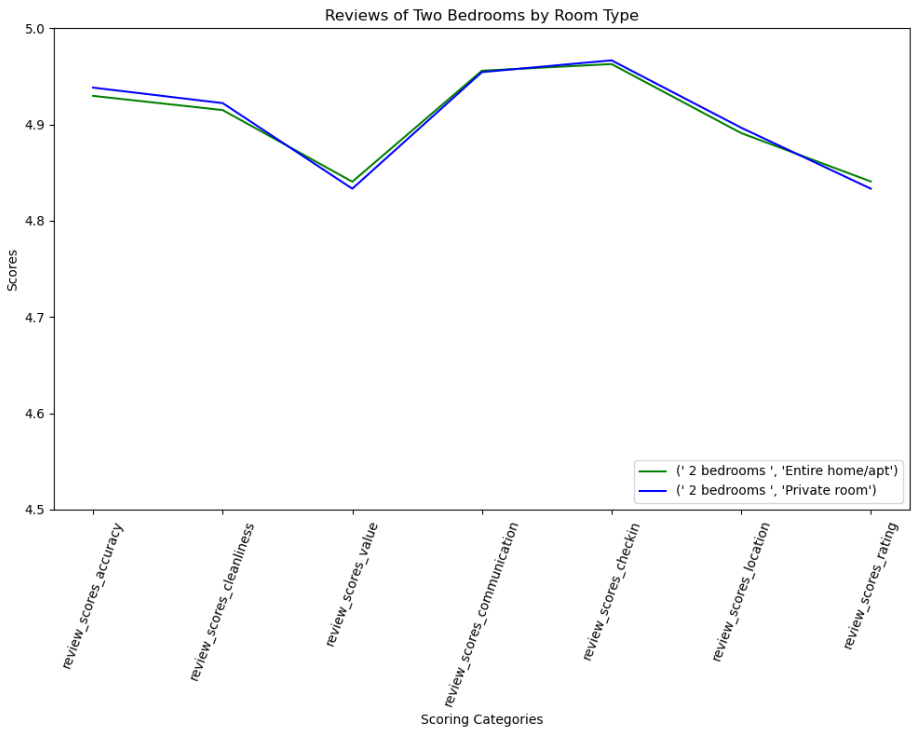 Reviews of Two Bedrooms by Room Type
5.0
4.9
4.8
4.7
4.6
4.5
Scores
(' 2 bedrooms ', 'Entire home/apt')
(' 2 bedrooms ', 'Private room')
review_scores_accuracy
review_scores_cleanliness
review_scores_value
review_scores_communication
review_scores_checkin
review_scores_location
review_scores_rating
Scoring Categories